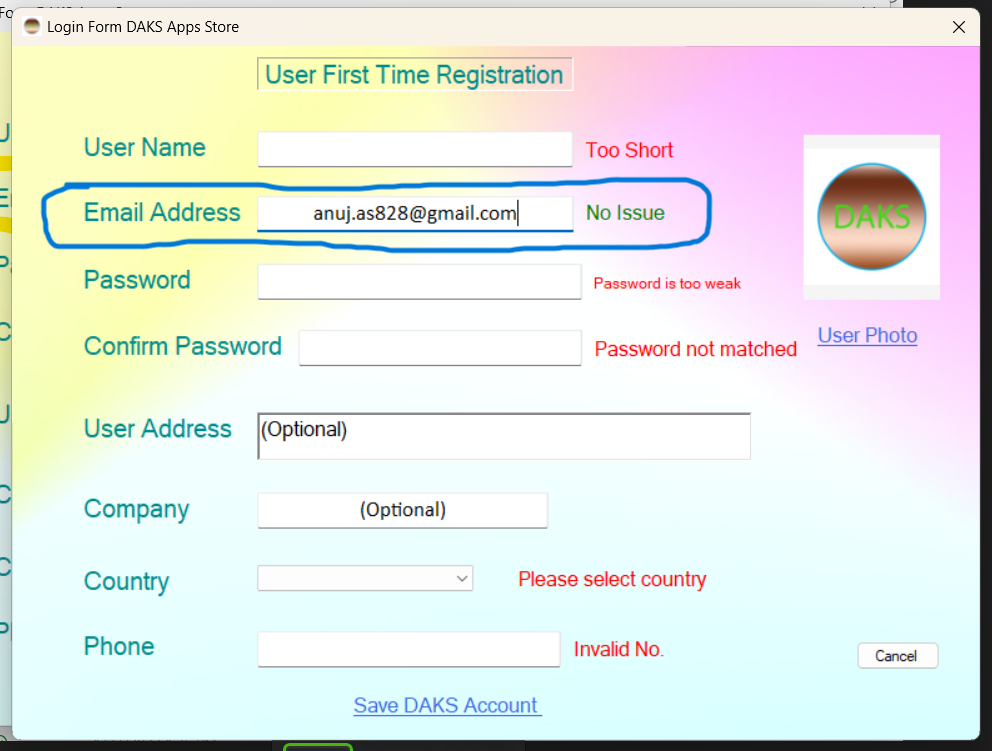 Login Form DAKS Apps Store
User First Time Registration
User Name
Too Short
Email Address
anuj.as828@gmail.com
No Issue
DAKS
Password
Password is too weak
User Photo
Confirm Password
Password not matched
User Address
(Optional)
Company
(Optional)
Country
Please select country
Phone
Invalid No.
Cancel
Save DAKS Account